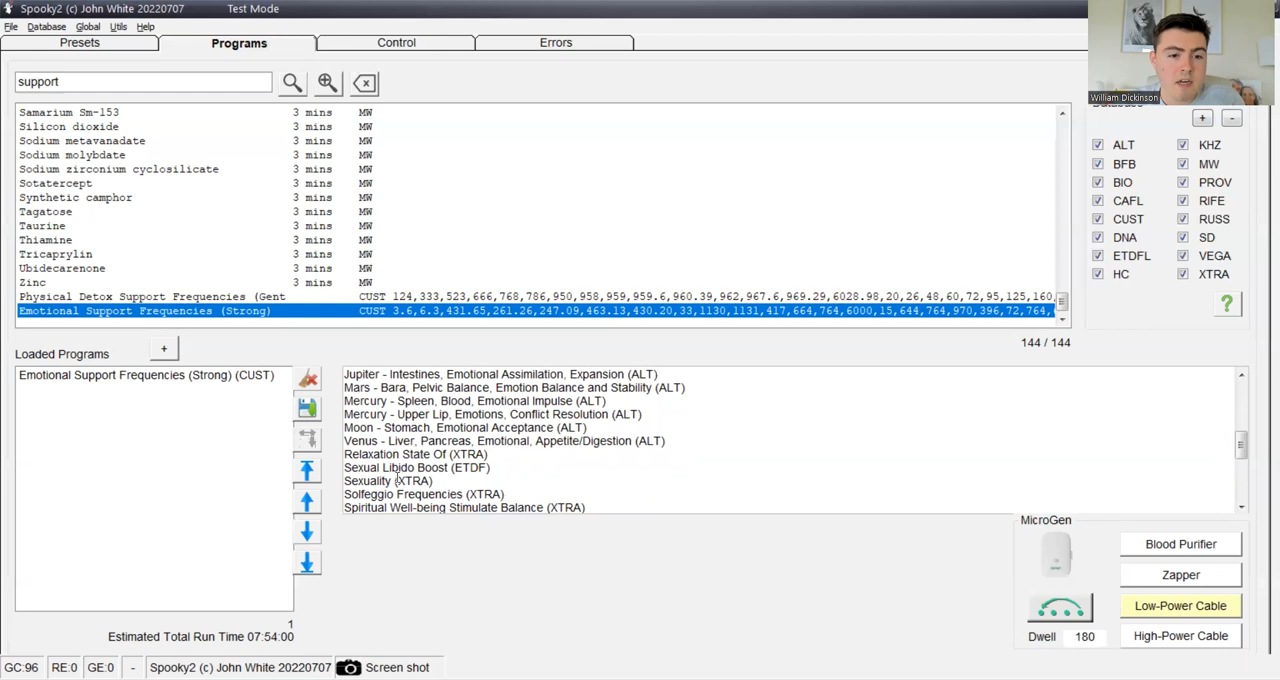 Spooky2 (c) John White 20220707 Test Mode
File Database Global Utils Help
Presets Programs Control Errors
support
William Dickinson
Samarium Sm-153 3 mins MW
Silicon dioxide 3 mins MW
Sodium metavanadate 3 mins MW
Sodium molybdate 3 mins MW
Sodium zirconium cyclosilicate 3 mins MW
Sotatercept 3 mins MW
Synthetic camphor 3 mins MW
Tagatose 3 mins MW
Taurine 3 mins MW
Thiamine 3 mins MW
Tricaprylin 3 mins MW
Ubidecarenone 3 mins MW
Zinc 3 mins MW
Physical Detox Support Frequencies (Gent CUST 124,333,523,666,768,786,950,958,959,959.6,960.39,962,967.6,969.29,6028.98,20,26,48,60,72,95,125,160,
Emotional Support Frequencies (Strong) CUST 3.6,6.3,431.65,261.26,247.09,463.13,430.20,33,1130,1131,417,664,764,6000,15,644,764,970,396,72,764,
+ -
ALT KHZ
BFB MW
BIO PROV
CAFL RIFE
CUST RUSS
DNA SD
ETDFL VEGA
HC XTRA
?
144 / 144
Loaded Programs +
Emotional Support Frequencies (Strong) (CUST)
Jupiter - Intestines, Emotional Assimilation, Expansion (ALT)
Mars - Bara, Pelvic Balance, Emotion Balance and Stability (ALT)
Mercury - Spleen, Blood, Emotional Impulse (ALT)
Mercury - Upper Lip, Emotions, Conflict Resolution (ALT)
Moon - Stomach, Emotional Acceptance (ALT)
Venus - Liver, Pancreas, Emotional, Appetite/Digestion (ALT)
Relaxation State Of (XTRA)
Sexual Libido Boost (ETDF)
Sexuality (XTRA)
Solfeggio Frequencies (XTRA)
Spiritual Well-being Stimulate Balance (XTRA)
MicroGen
Blood Purifier
Zapper
Low-Power Cable
High-Power Cable
Dwell 180
1
Estimated Total Run Time 07:54:00
GC:96 RE:0 GE:0 - Spooky2 (c) John White 20220707 Screen shot